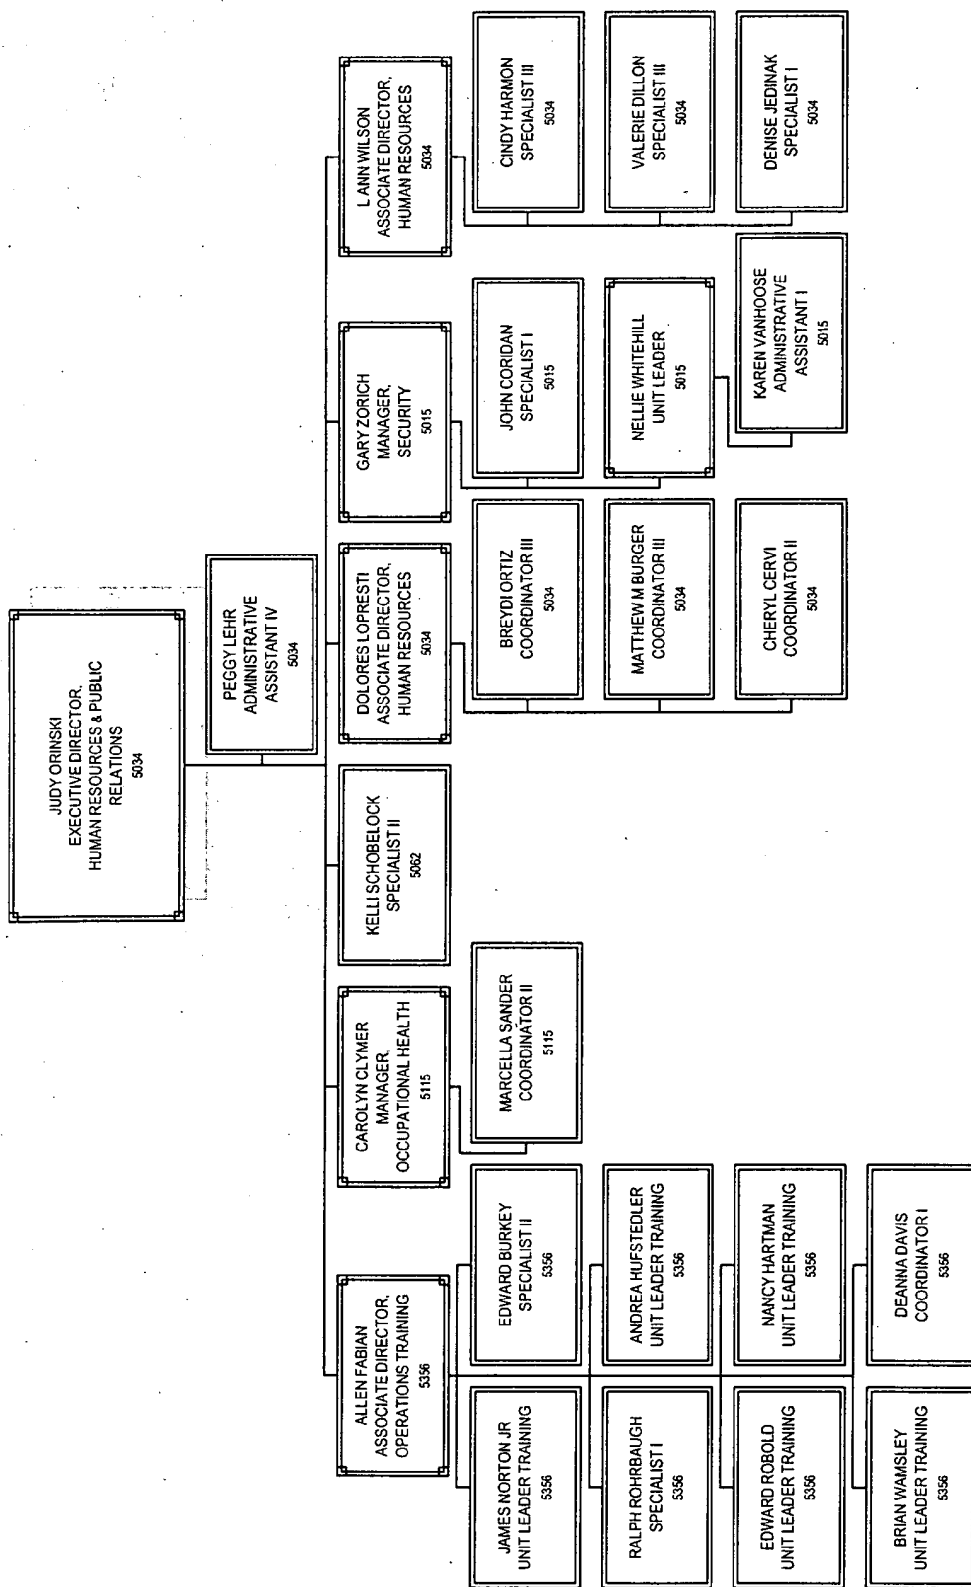 JUDY ORINSKI
EXECUTIVE DIRECTOR,
HUMAN RESOURCES & PUBLIC
RELATIONS
5034
PEGGY LEHR
ADMINISTRATIVE
ASSISTANT IV
5034
ALLEN FABIAN
ASSOCIATE DIRECTOR,
OPERATIONS TRAINING
5356
CAROLYN CLYMER
MANAGER,
OCCUPATIONAL HEALTH
5115
KELLI SCHOBELOCK
SPECIALIST II
5062
DOLORES LOPRESTI
ASSOCIATE DIRECTOR,
HUMAN RESOURCES
5034
GARY ZORICH
MANAGER,
SECURITY
5015
L ANN WILSON
ASSOCIATE DIRECTOR,
HUMAN RESOURCES
5034
JAMES NORTON JR
UNIT LEADER TRAINING
5356
EDWARD BURKEY
SPECIALIST II
5356
MARCELLA SANDER
COORDINATOR II
5115
BREYDI ORTIZ
COORDINATOR III
5034
JOHN CORIDAN
SPECIALIST I
5015
CINDY HARMON
SPECIALIST III
5034
RALPH ROHRBAUGH
SPECIALIST I
5356
ANDREA HUFSTEDLER
UNIT LEADER TRAINING
5356
MATTHEW M BURGER
COORDINATOR III
5034
NELLIE WHITEHILL
UNIT LEADER
5015
VALERIE DILLON
SPECIALIST III
5034
EDWARD ROBOLD
UNIT LEADER TRAINING
5356
NANCY HARTMAN
UNIT LEADER TRAINING
5356
CHERYL CERVI
COORDINATOR II
5034
KAREN VANHOOSE
ADMINISTRATIVE
ASSISTANT I
5015
DENISE JEDINAK
SPECIALIST I
5034
BRIAN WAMSLEY
UNIT LEADER TRAINING
5356
DEANNA DAVIS
COORDINATOR I
5356